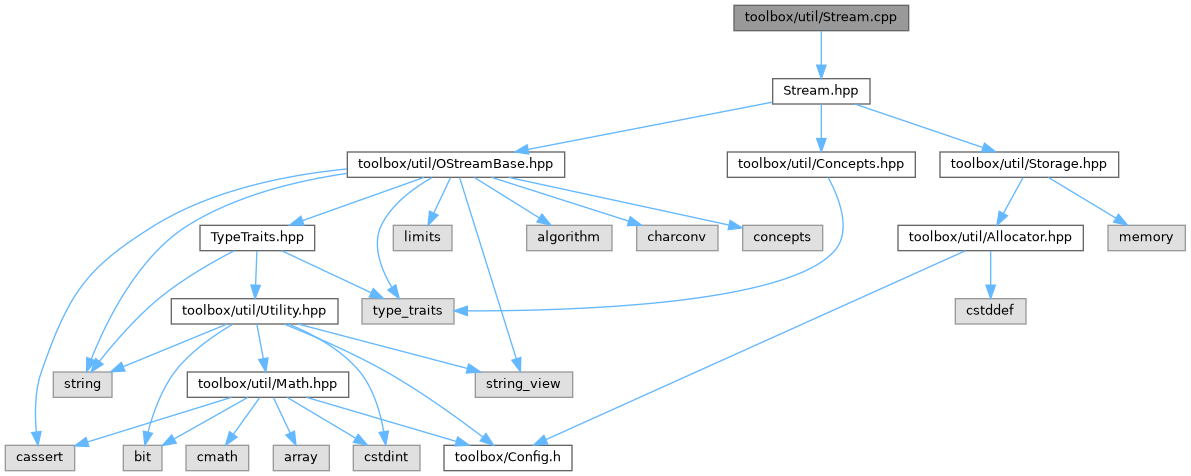 toolbox/util/Stream.cpp
Stream.hpp
toolbox/util/OStreamBase.hpp
toolbox/util/Concepts.hpp
toolbox/util/Storage.hpp
TypeTraits.hpp
limits
algorithm
charconv
concepts
toolbox/util/Allocator.hpp
memory
toolbox/util/Utility.hpp
type_traits
cstddef
string
toolbox/util/Math.hpp
string_view
cassert
bit
cmath
array
cstdint
toolbox/Config.h